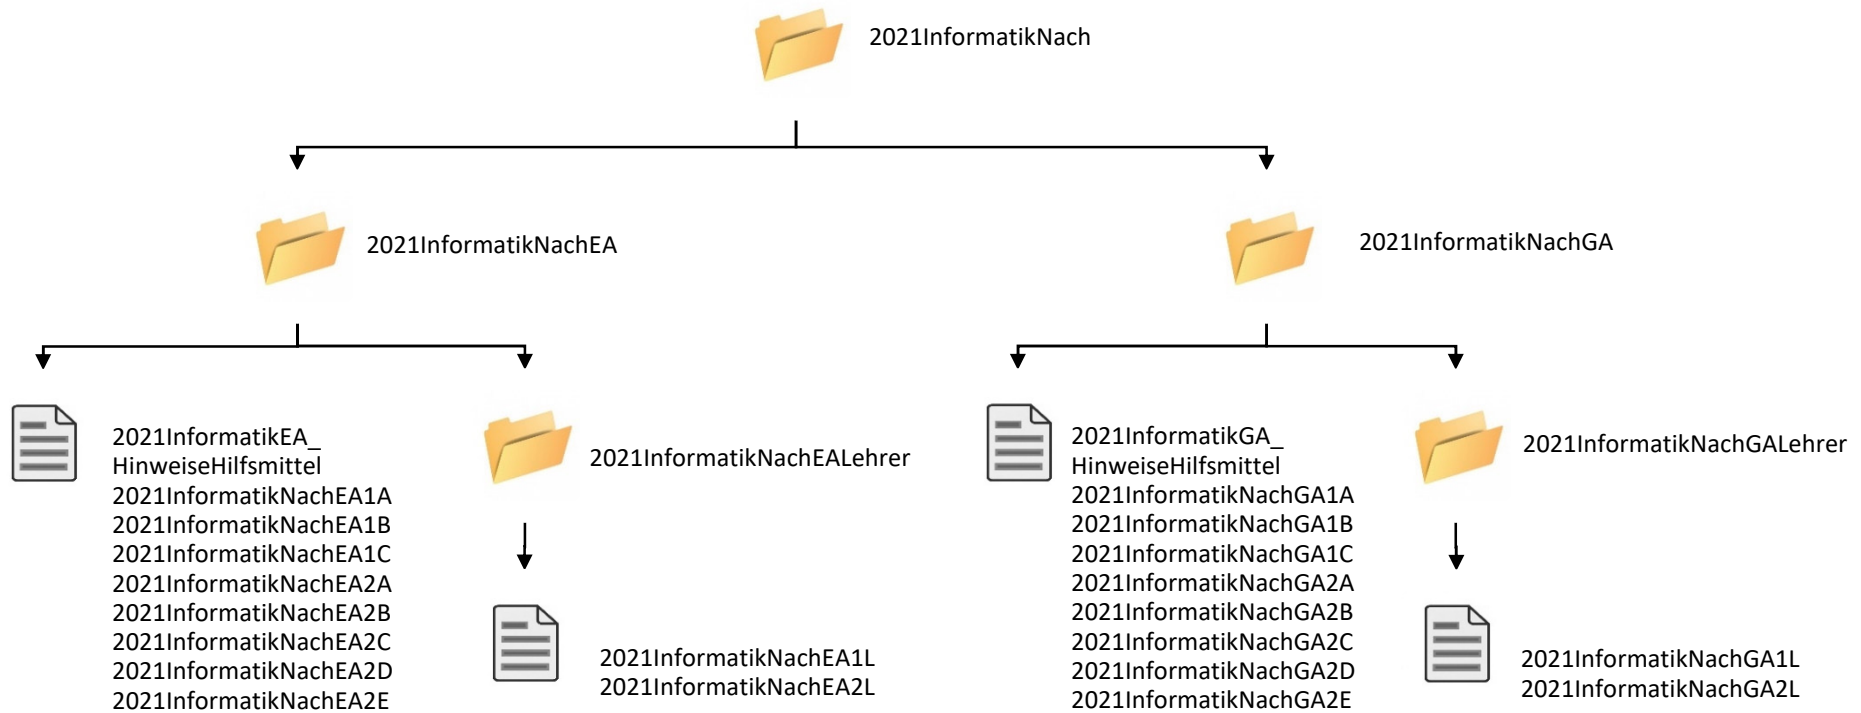 2021InformatikNach
2021InformatikNachEA
2021InformatikNachGA
2021InformatikEA_
HinweiseHilfsmittel
2021InformatikNachEA1A
2021InformatikNachEA1B
2021InformatikNachEA1C
2021InformatikNachEA2A
2021InformatikNachEA2B
2021InformatikNachEA2C
2021InformatikNachEA2D
2021InformatikNachEA2E
2021InformatikNachEALehrer
2021InformatikNachEA1L
2021InformatikNachEA2L
2021InformatikGA_
HinweiseHilfsmittel
2021InformatikNachGA1A
2021InformatikNachGA1B
2021InformatikNachGA1C
2021InformatikNachGA2A
2021InformatikNachGA2B
2021InformatikNachGA2C
2021InformatikNachGA2D
2021InformatikNachGA2E
2021InformatikNachGALehrer
2021InformatikNachGA1L
2021InformatikNachGA2L